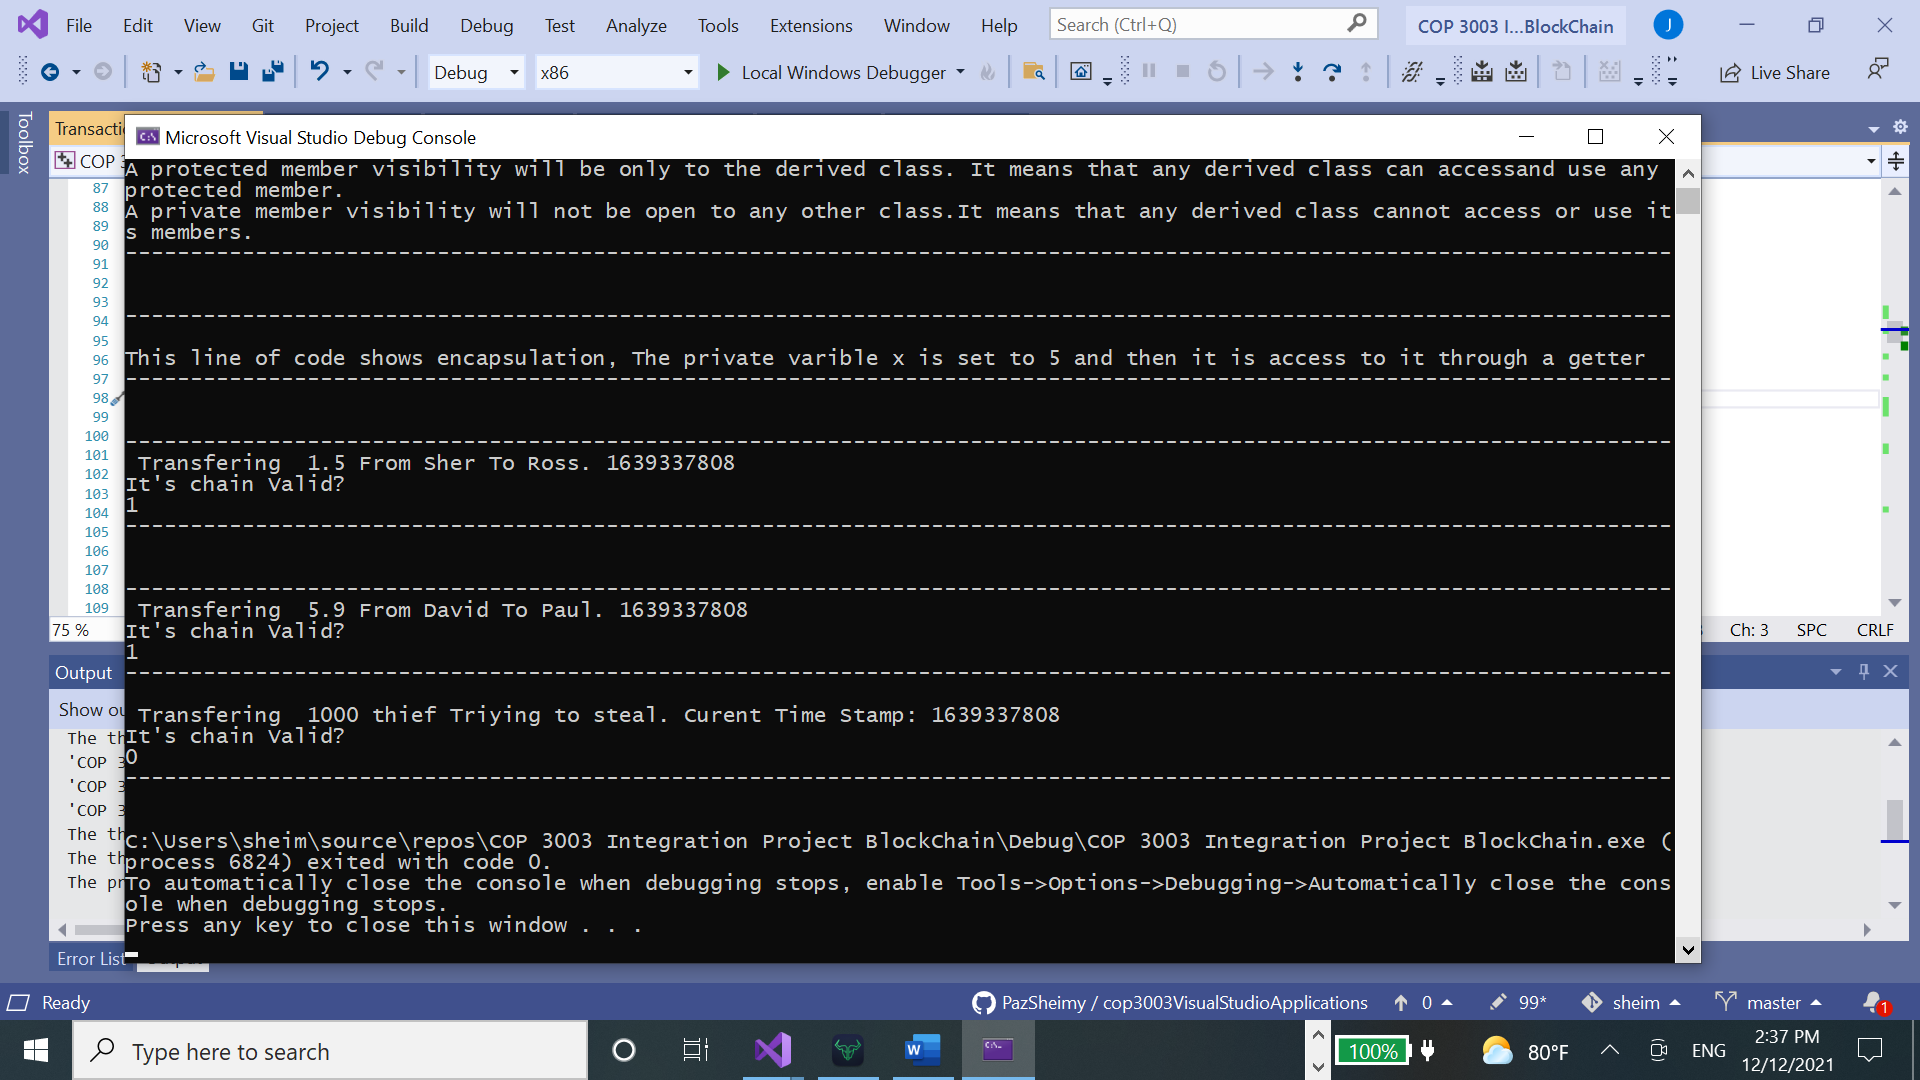 File Edit View Git Project Build Debug Test Analyze Tools Extensions Window Help Search (Ctrl+Q) COP 3003 I...BlockChain J
Debug x86 Local Windows Debugger Live Share
Toolbox
Transacti
Microsoft Visual Studio Debug Console
COP 3
87
88
89
90
91
92
93
94
95
96
97
98
99
100
101
102
103
104
105
106
107
108
109
A protected member visibility will be only to the derived class. It means that any derived class can accessand use any
protected member.
A private member visibility will not be open to any other class.It means that any derived class cannot access or use it
s members.
-----------------------------------------------------------------------------------------------------------------------
-----------------------------------------------------------------------------------------------------------------------
This line of code shows encapsulation, The private varible x is set to 5 and then it is access to it through a getter
-----------------------------------------------------------------------------------------------------------------------
-----------------------------------------------------------------------------------------------------------------------
Transfering  1.5 From Sher To Ross. 1639337808
It's chain Valid?
1
-----------------------------------------------------------------------------------------------------------------------
-----------------------------------------------------------------------------------------------------------------------
Transfering  5.9 From David To Paul. 1639337808
It's chain Valid?
1
-----------------------------------------------------------------------------------------------------------------------
Transfering  1000 thief Triying to steal. Curent Time Stamp: 1639337808
It's chain Valid?
0
-----------------------------------------------------------------------------------------------------------------------
C:\Users\sheim\source\repos\COP 3003 Integration Project BlockChain\Debug\COP 3003 Integration Project BlockChain.exe (
process 6824) exited with code 0.
To automatically close the console when debugging stops, enable Tools->Options->Debugging->Automatically close the cons
ole when debugging stops.
Press any key to close this window . . .
75 % Ch: 3 SPC CRLF
Output
Show ou
The th
'COP 3
'COP 3
'COP 3
The th
The th
The pr
Error List
Ready PazSheimy / cop3003VisualStudioApplications 0 99* sheim master 1
Type here to search 100% 80°F ENG 2:37 PM
12/12/2021